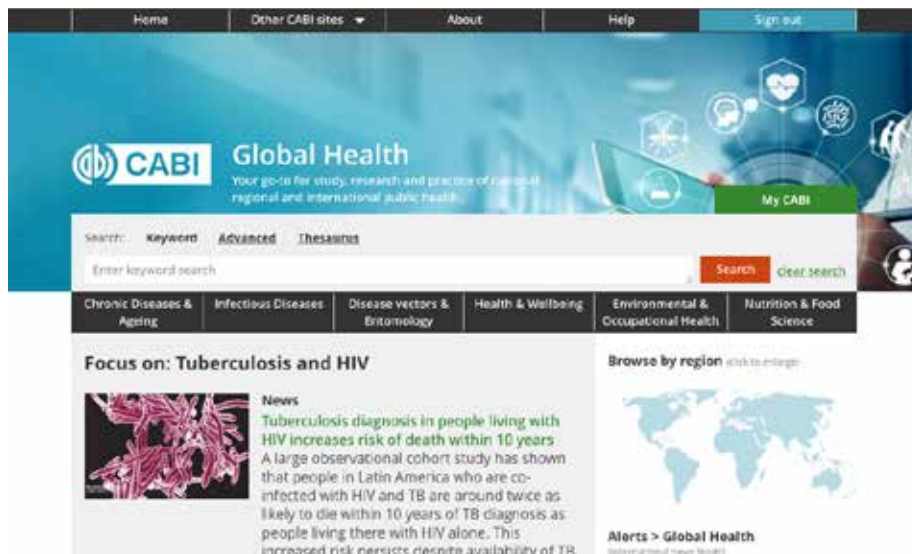 Home
Other CABI sites
About
Help
Sign out
CABI
Global Health
Your go-to for study, research and practice of national,
regional and international public health
My CABI
Search: Keyword Advanced Thesaurus
Enter keyword search
Search
clear search
Chronic Diseases &
Ageing
Infectious Diseases
Disease vectors &
Entomology
Health & Wellbeing
Environmental &
Occupational Health
Nutrition & Food
Science
Focus on: Tuberculosis and HIV
News
Tuberculosis diagnosis in people living with
HIV increases risk of death within 10 years
A large observational cohort study has shown
that people in Latin America who are co-
infected with HIV and TB are around twice as
likely to die within 10 years of TB diagnosis as
people living there with HIV alone. This
increased risk persists despite availability of TB
Browse by region click to enlarge
Alerts > Global Health